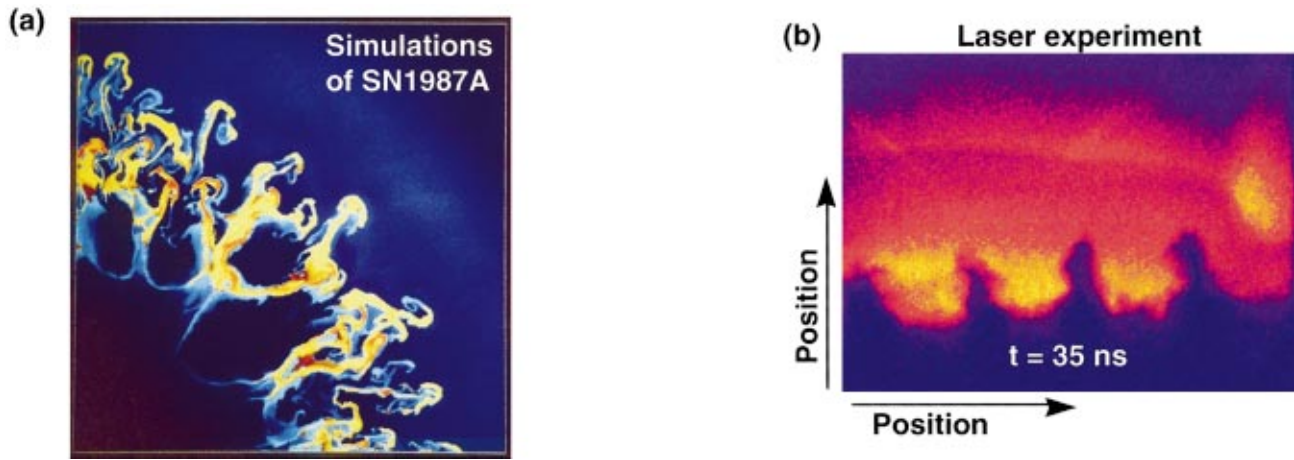 (a)
Simulations
of SN1987A
(b)
Laser experiment
Position
t = 35 ns
Position